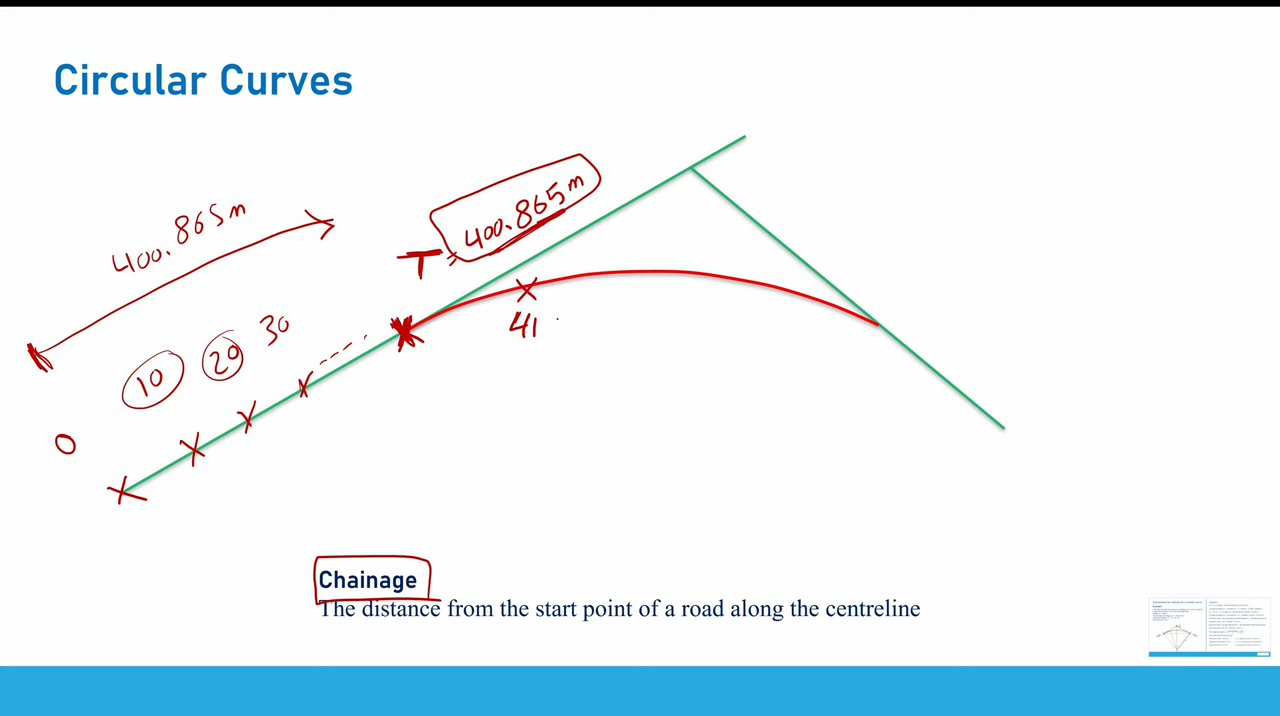 Circular Curves
400.865m
T = 400.865m
10 20 30
41
0
Chainage
The distance from the start point of a road along the centreline